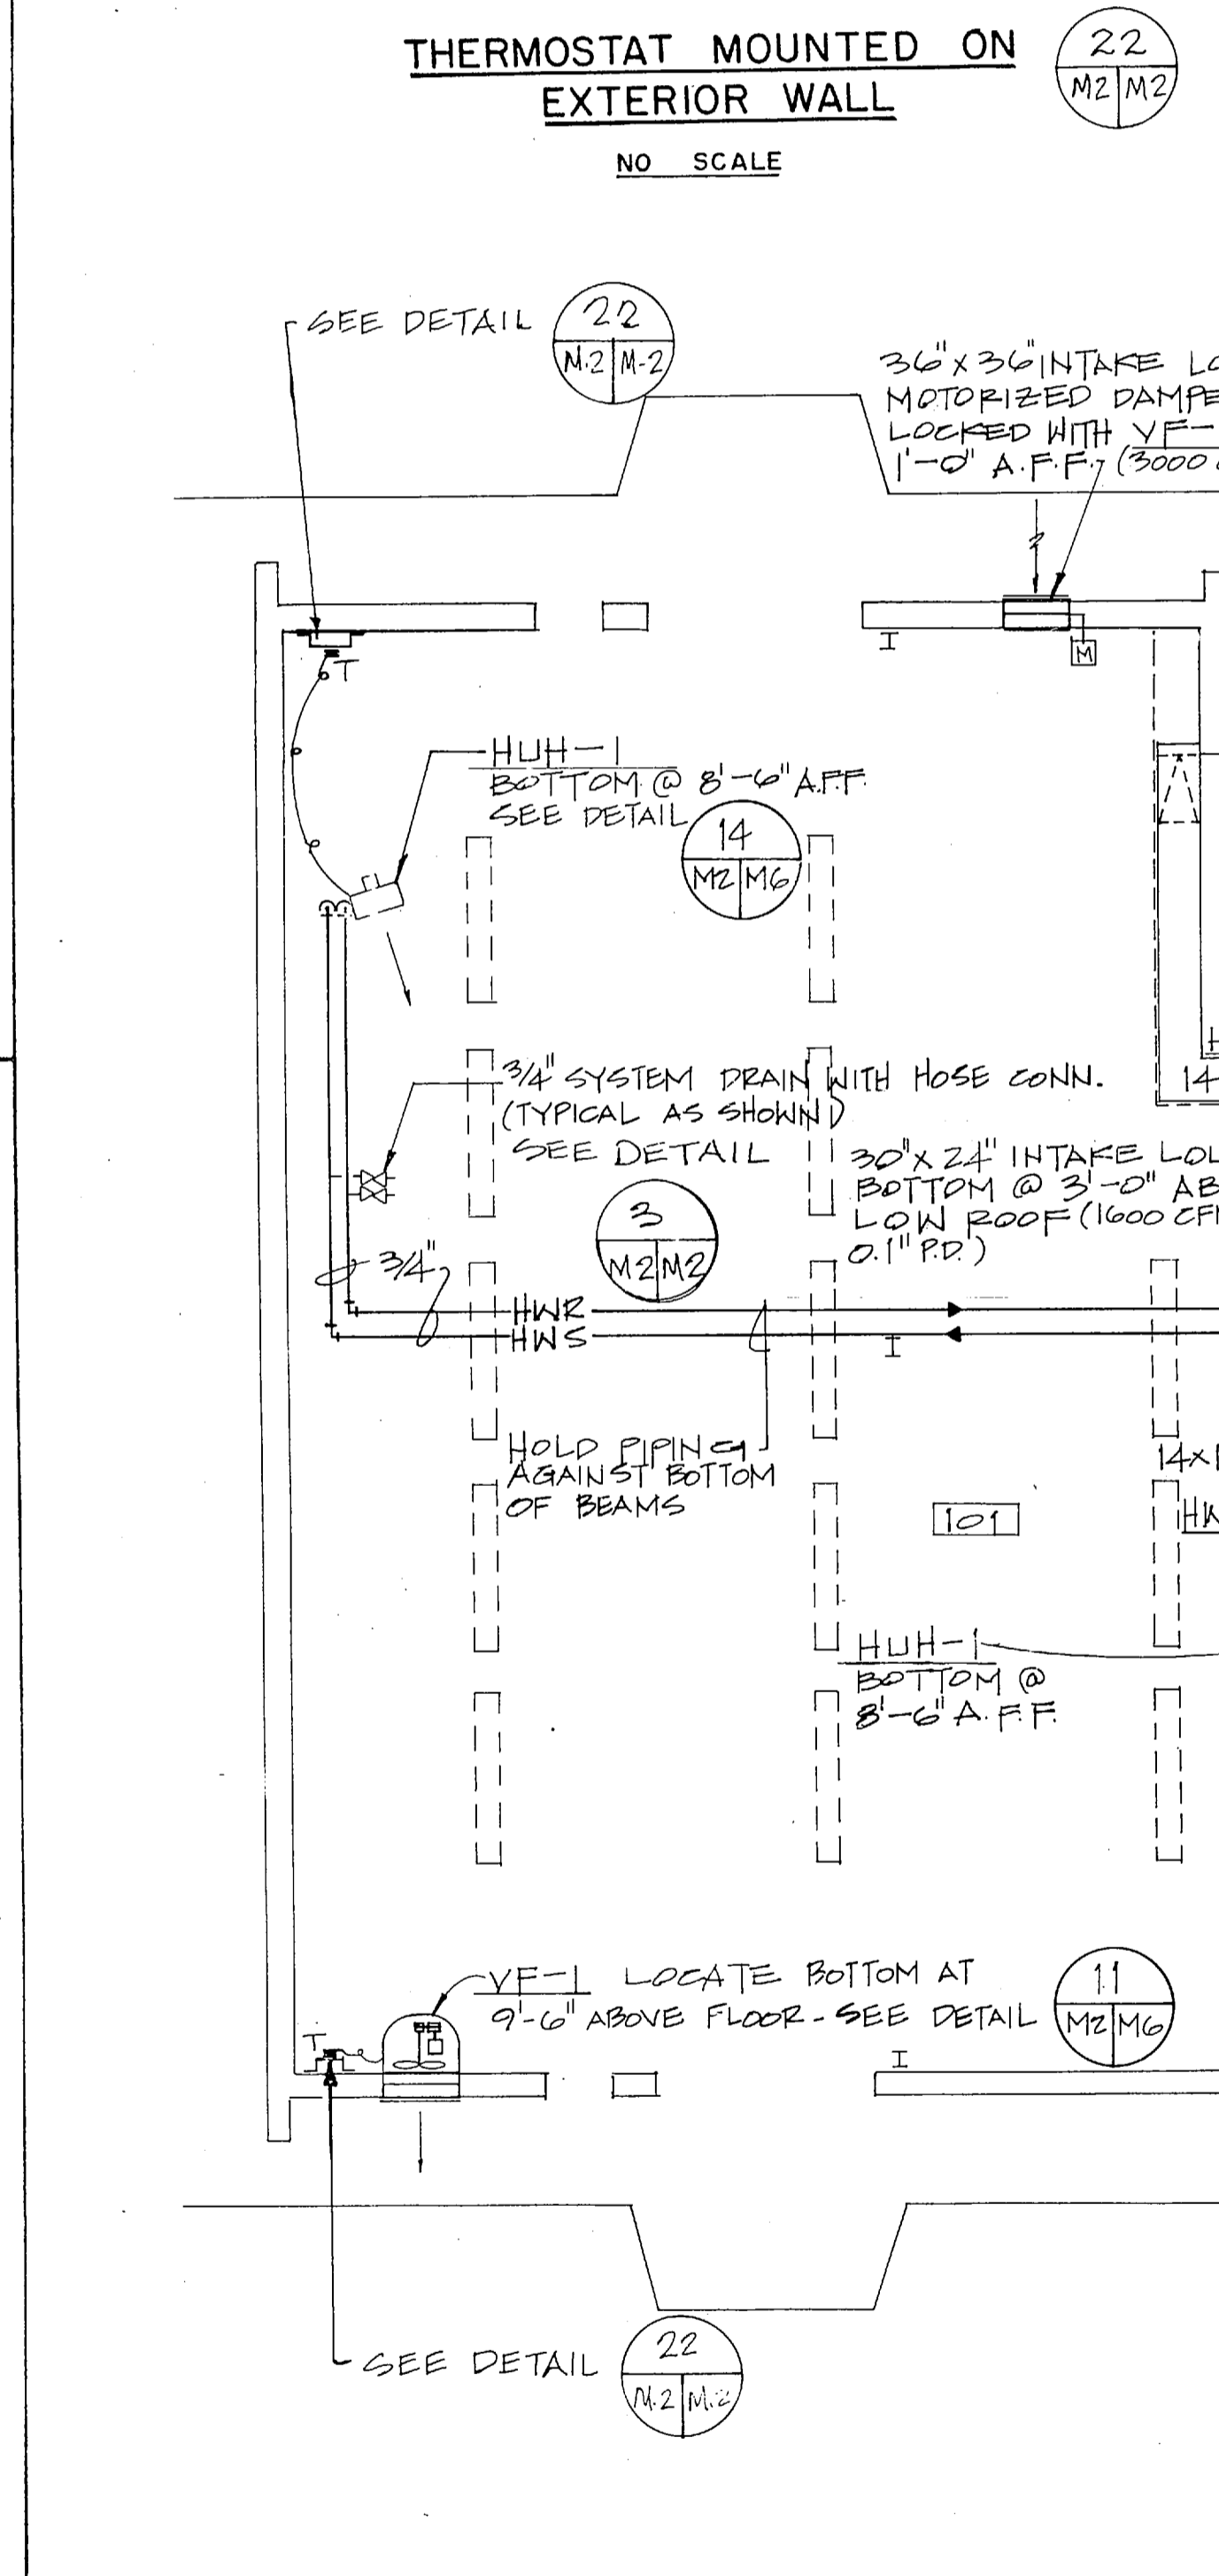 THERMOSTAT MOUNTED ON
EXTERIOR WALL
NO SCALE
22
M2 M2
SEE DETAIL
22
M.2 M-2
36"x36" INTAKE
MOTORIZED
LOCKED WITH VF-
1'-0" A.F.F. (3000
I
M
T
HUH-1
BOTTOM @ 8'-6" A.F.F.
SEE DETAIL
14
M2 M6
3/4" SYSTEM DRAIN WITH HOSE CONN.
(TYPICAL AS SHOWN)
SEE DETAIL
3
M2 M2
14
30"x24" INTAKE
BOTTOM @ 3'-0"
LOW ROOF (1600
0.1" P.D.)
3/4"
HWR
HWS
I
HOLD PIPING
AGAINST BOTTOM
OF BEAMS
14x
101
HUH-1
BOTTOM @
8'-6" A.F.F.
VF-1 LOCATE BOTTOM AT
9'-6" ABOVE FLOOR - SEE DETAIL
11
M2 M6
T
I
SEE DETAIL
22
M.2 M.2